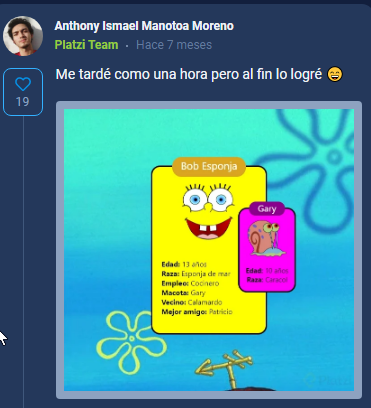 Anthony Ismael Manotoa Moreno
Platzi Team · Hace 7 meses
19
Me tardé como una hora pero al fin lo logré 😄
Bob Esponja
Gary
Edad: 13 años
Raza: Esponja de mar
Empleo: Cocinero
Macota: Gary
Vecino: Calamardo
Mejor amigo: Patricio
Edad: 13 años
Raza: Caracol